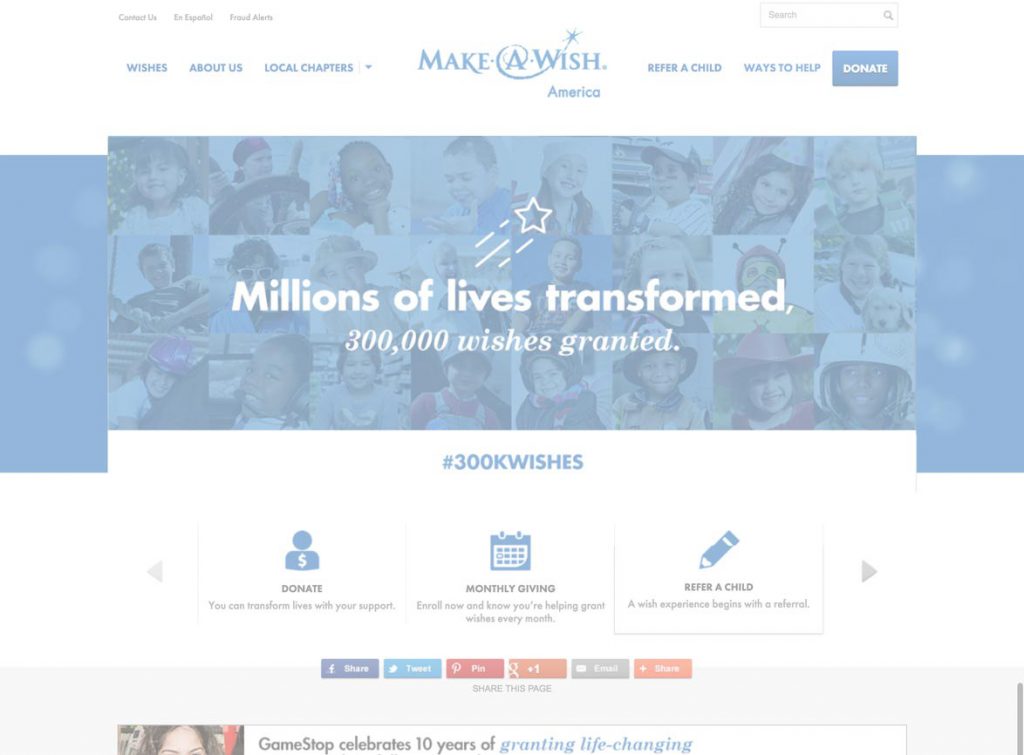 Contact Us En Español Fraud Alerts
Search
WISHES ABOUT US LOCAL CHAPTERS
MAKE·A·WISH®
America
REFER A CHILD WAYS TO HELP DONATE
Millions of lives transformed,
300,000 wishes granted.
#300KWISHES
DONATE
You can transform lives with your support.
MONTHLY GIVING
Enroll now and know you're helping grant
wishes every month.
REFER A CHILD
A wish experience begins with a referral.
Share Tweet Pin +1 Email Share
SHARE THIS PAGE
GameStop celebrates 10 years of granting life-changing